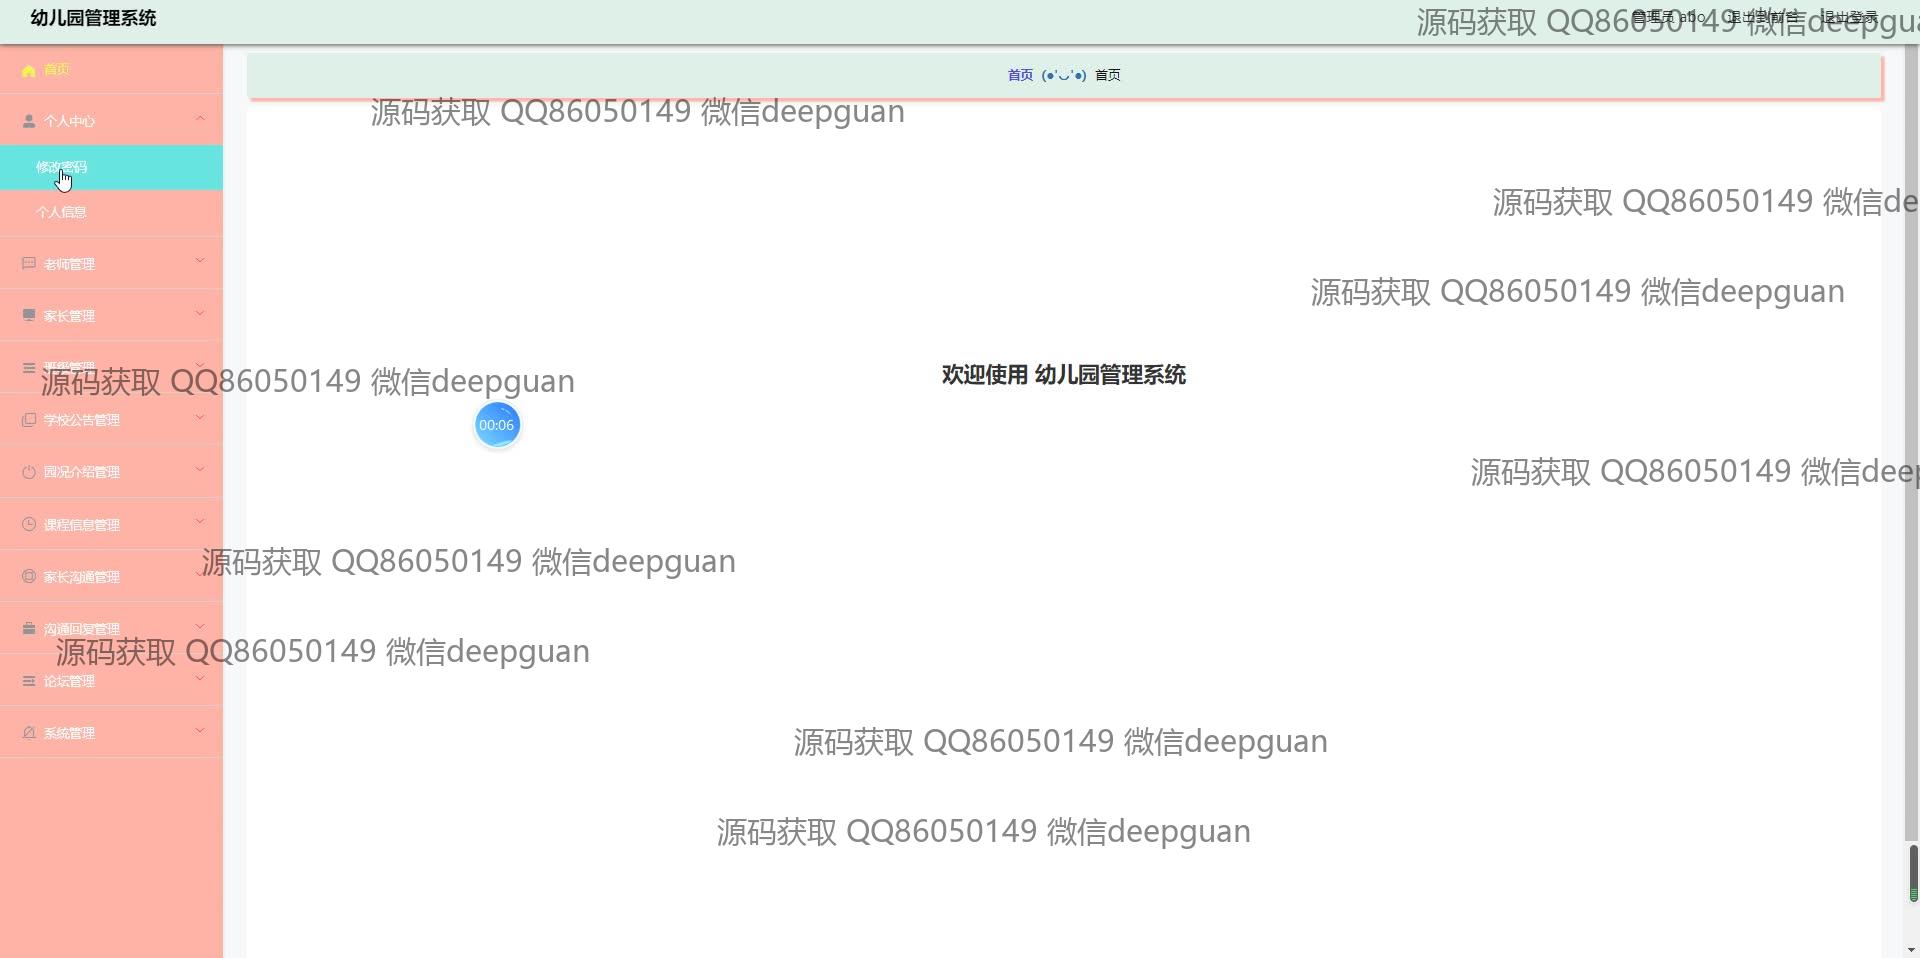 幼儿园管理系统
管理员 abo 退出到前台 退出登录
源码获取 QQ86050149 微信deepgua
首页
首页 (●'◡'●) 首页
源码获取 QQ86050149 微信deepguan
个人中心
修改密码
源码获取 QQ86050149 微信de
个人信息
老师管理
源码获取 QQ86050149 微信deepguan
家长管理
班级管理
源码获取 QQ86050149 微信deepguan
欢迎使用 幼儿园管理系统
学校公告管理
00:06
园况介绍管理
源码获取 QQ86050149 微信deep
课程信息管理
源码获取 QQ86050149 微信deepguan
家长沟通管理
沟通回复管理
源码获取 QQ86050149 微信deepguan
论坛管理
系统管理
源码获取 QQ86050149 微信deepguan
源码获取 QQ86050149 微信deepguan